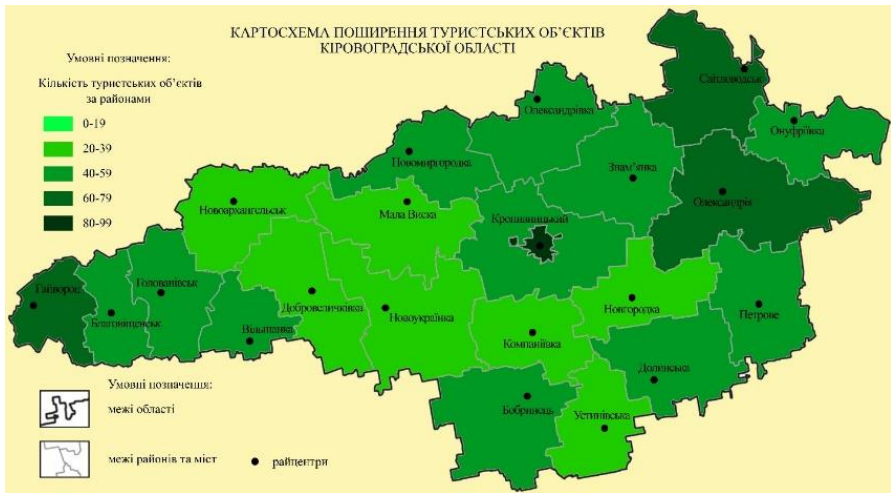 КАРТОСХЕМА ПОШИРЕННЯ ТУРИСТСЬКИХ ОБ’ЄКТІВ
КІРОВОГРАДСЬКОЇ ОБЛАСТІ
Умовні позначення:
Кількість туристських об’єктів
за районами
0-19
20-39
40-59
60-79
80-99
Світловодськ
Олександрівка
Онуфріївка
Новомиргородка
Знам’янка
Новоархангельськ
Мала Виска
Олександрія
Кропивницький
Гайворон
Голованівськ
Благовіщенськ
Вільшанка
Добровеличківка
Новоукраїнка
Новгородка
Петрове
Компаніївка
Долинська
Бобринець
Устинівська
Умовні позначення:
межі області
межі районів та міст
райцентри